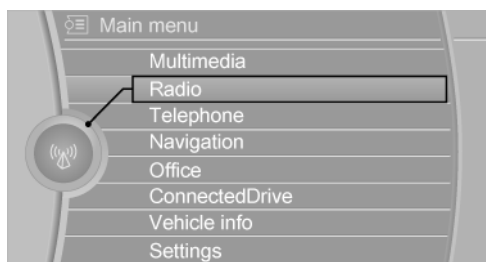 Main menu
Multimedia
Radio
Telephone
Navigation
Office
ConnectedDrive
Vehicle info
Settings